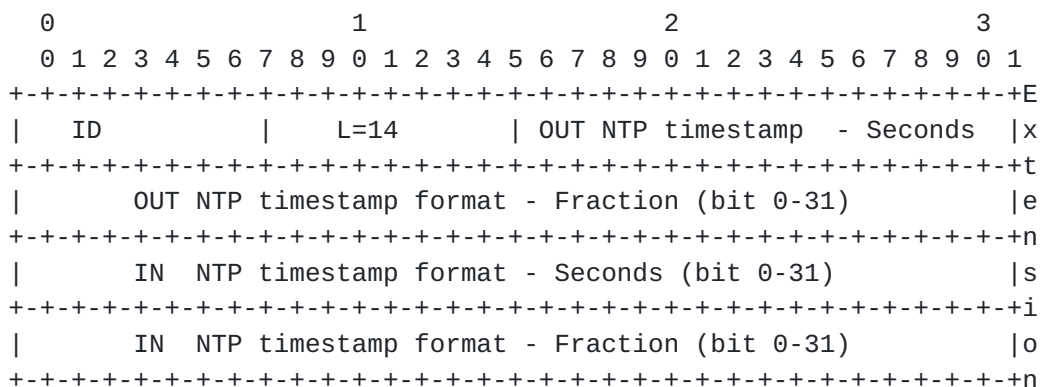 0                   1                   2                   3
0 1 2 3 4 5 6 7 8 9 0 1 2 3 4 5 6 7 8 9 0 1 2 3 4 5 6 7 8 9 0 1
+-+-+-+-+-+-+-+-+-+-+-+-+-+-+-+-+-+-+-+-+-+-+-+-+-+-+-+-+-+-+-+-+E
|   ID          |    L=14       | OUT NTP timestamp  - Seconds  |x
+-+-+-+-+-+-+-+-+-+-+-+-+-+-+-+-+-+-+-+-+-+-+-+-+-+-+-+-+-+-+-+-+t
|       OUT NTP timestamp format - Fraction (bit 0-31)          |e
+-+-+-+-+-+-+-+-+-+-+-+-+-+-+-+-+-+-+-+-+-+-+-+-+-+-+-+-+-+-+-+-+n
|       IN  NTP timestamp format - Seconds (bit 0-31)           |s
+-+-+-+-+-+-+-+-+-+-+-+-+-+-+-+-+-+-+-+-+-+-+-+-+-+-+-+-+-+-+-+-+i
|       IN  NTP timestamp format - Fraction (bit 0-31)          |o
+-+-+-+-+-+-+-+-+-+-+-+-+-+-+-+-+-+-+-+-+-+-+-+-+-+-+-+-+-+-+-+-+n